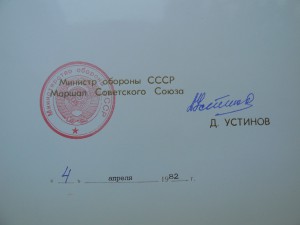 Министр обороны СССР
Маршал Советского Союза
Д. УСТИНОВ
« 4 » апреля 1982 г.